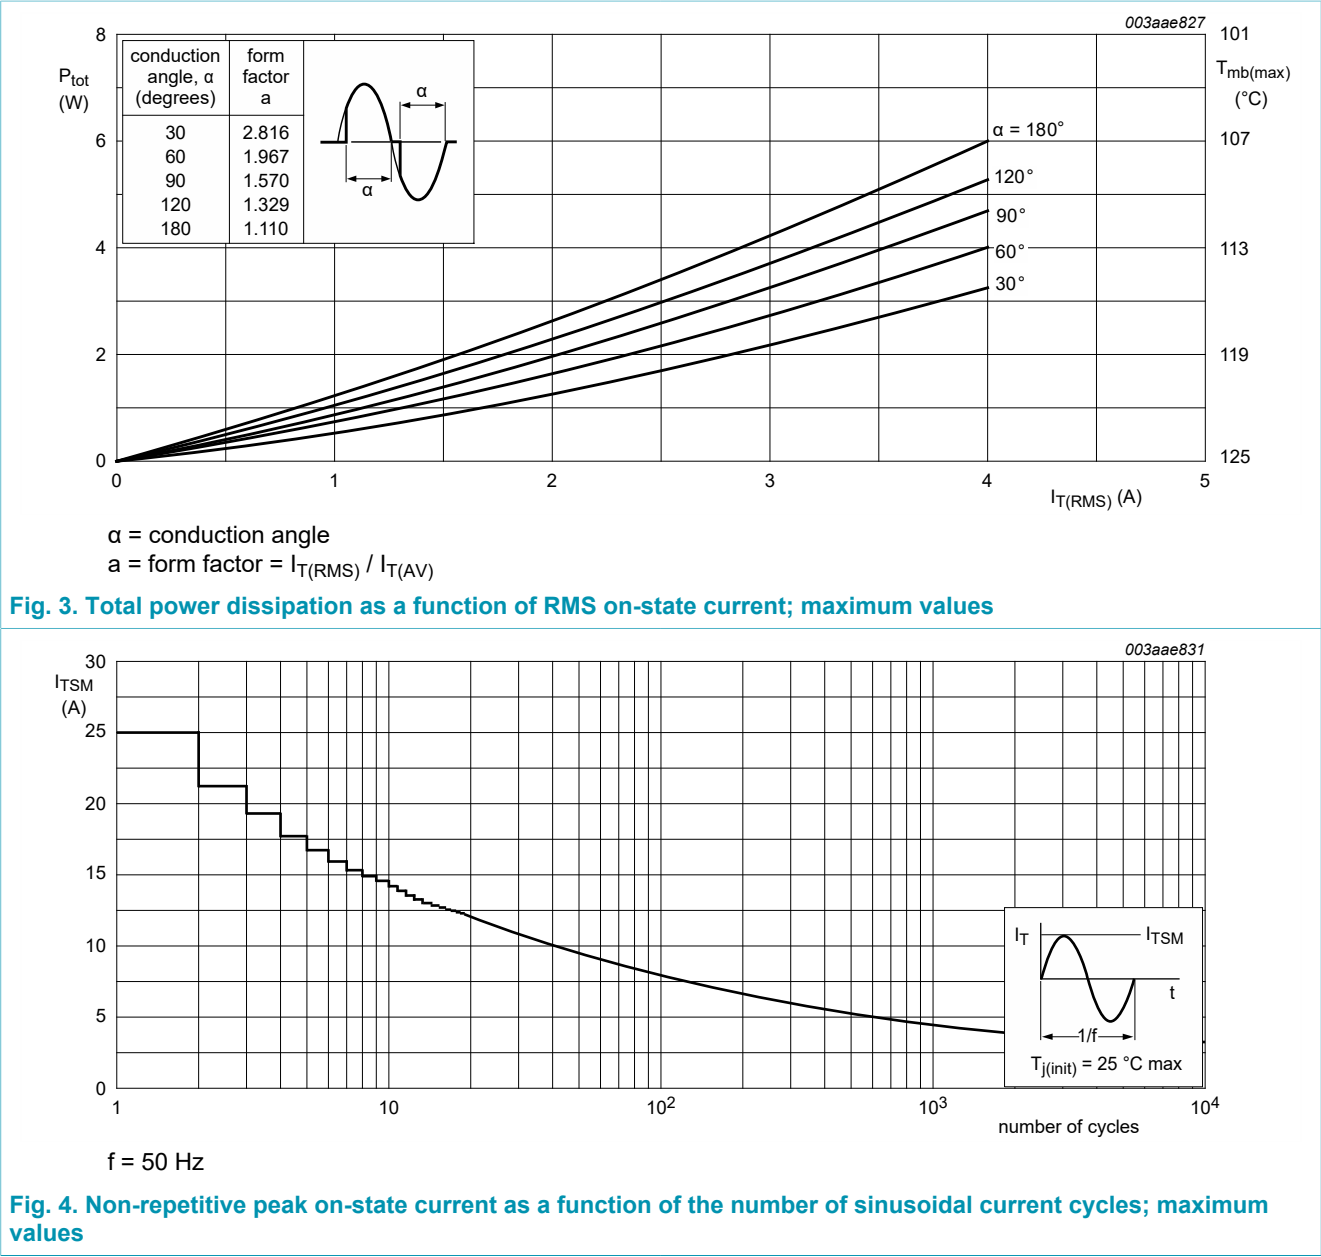 003aae827
8
101
Ptot
(W)
Tmb(max)
(°C)
conduction angle, α (degrees)
form factor a
30 2.816
60 1.967
90 1.570
120 1.329
180 1.110
α
α
α = 180°
120°
90°
60°
30°
6
107
4
113
2
119
0
125
0 1 2 3 4 5
IT(RMS) (A)
α = conduction angle
a = form factor = IT(RMS) / IT(AV)
Fig. 3. Total power dissipation as a function of RMS on-state current; maximum values
003aae831
30
ITSM
(A)
25
20
15
10
5
0
IT
ITSM
t
1/f
Tj(init) = 25 °C max
1 10 10² 10³ 10⁴
number of cycles
f = 50 Hz
Fig. 4. Non-repetitive peak on-state current as a function of the number of sinusoidal current cycles; maximum
values